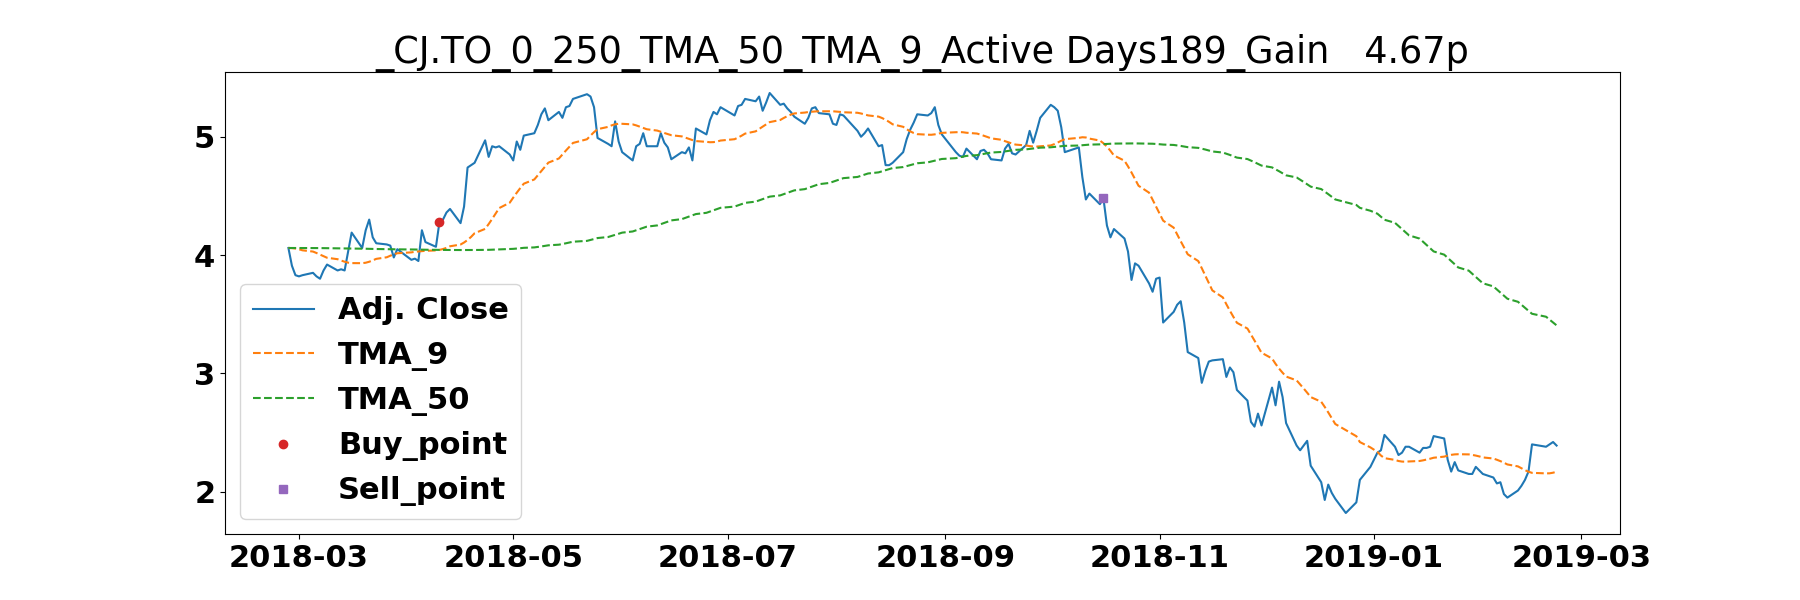 _CJ.TO_0_250_TMA_50_TMA_9_Active Days189_Gain   4.67p
5
4
3
2
Adj. Close
TMA_9
TMA_50
Buy_point
Sell_point
2018-03 2018-05 2018-07 2018-09 2018-11 2019-01 2019-03